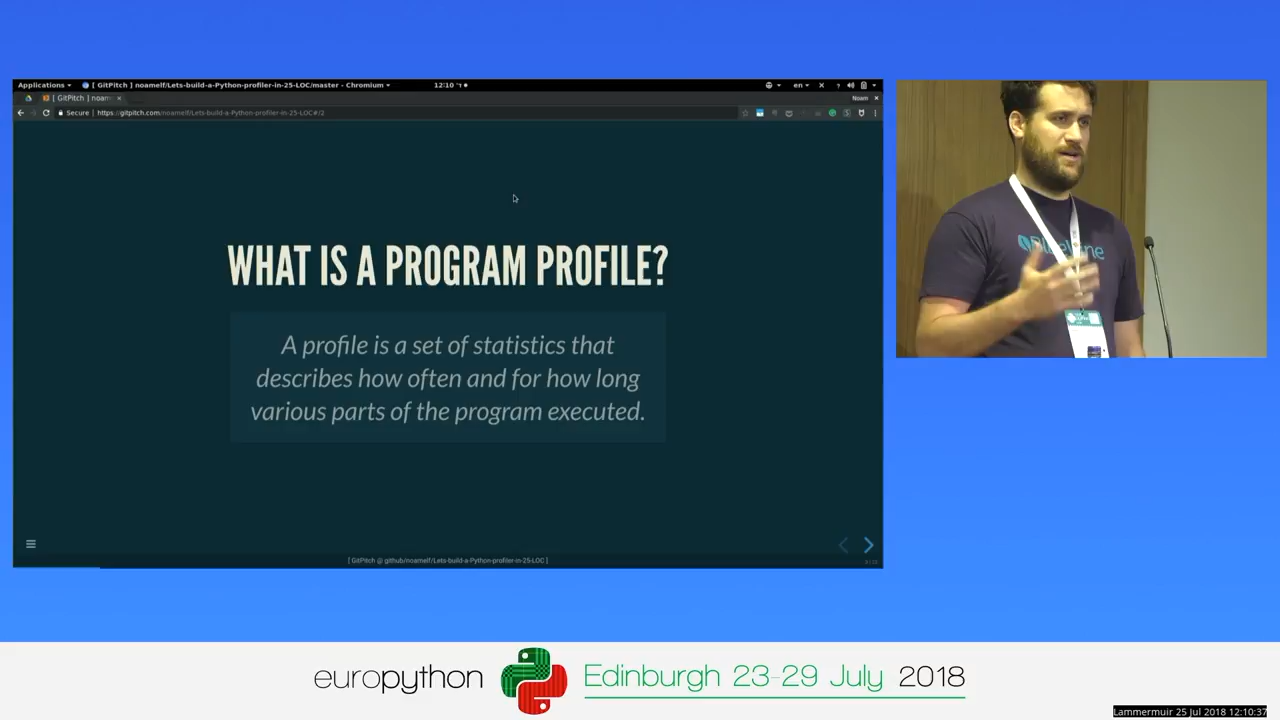 Applications
[ GitPitch ] noamelf/Lets-build-a-Python-profiler-in-25-LOC/master - Chromium
12:10
en
[ GitPitch ] noam
Noam
Secure
https://gitpitch.com/noamelf/Lets-build-a-Python-profiler-in-25-LOC#/2
WHAT IS A PROGRAM PROFILE?
A profile is a set of statistics that
describes how often and for how long
various parts of the program executed.
[ GitPitch @ github/noamelf/Lets-build-a-Python-profiler-in-25-LOC ]
europython
Edinburgh 23-29 July 2018
Lammermuir 25 Jul 2018 12:10:37